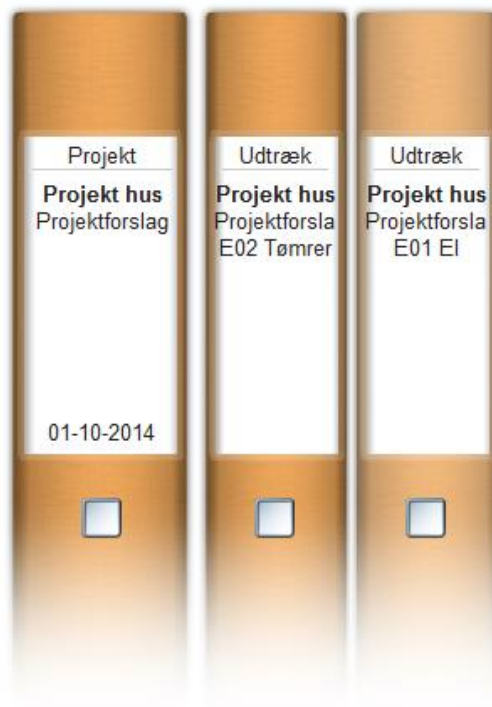 Projekt
Projekt hus
Projektforslag
01-10-2014
Udtræk
Projekt hus
Projektforsla
E02 Tømrer
Udtræk
Projekt hus
Projektforsla
E01 El